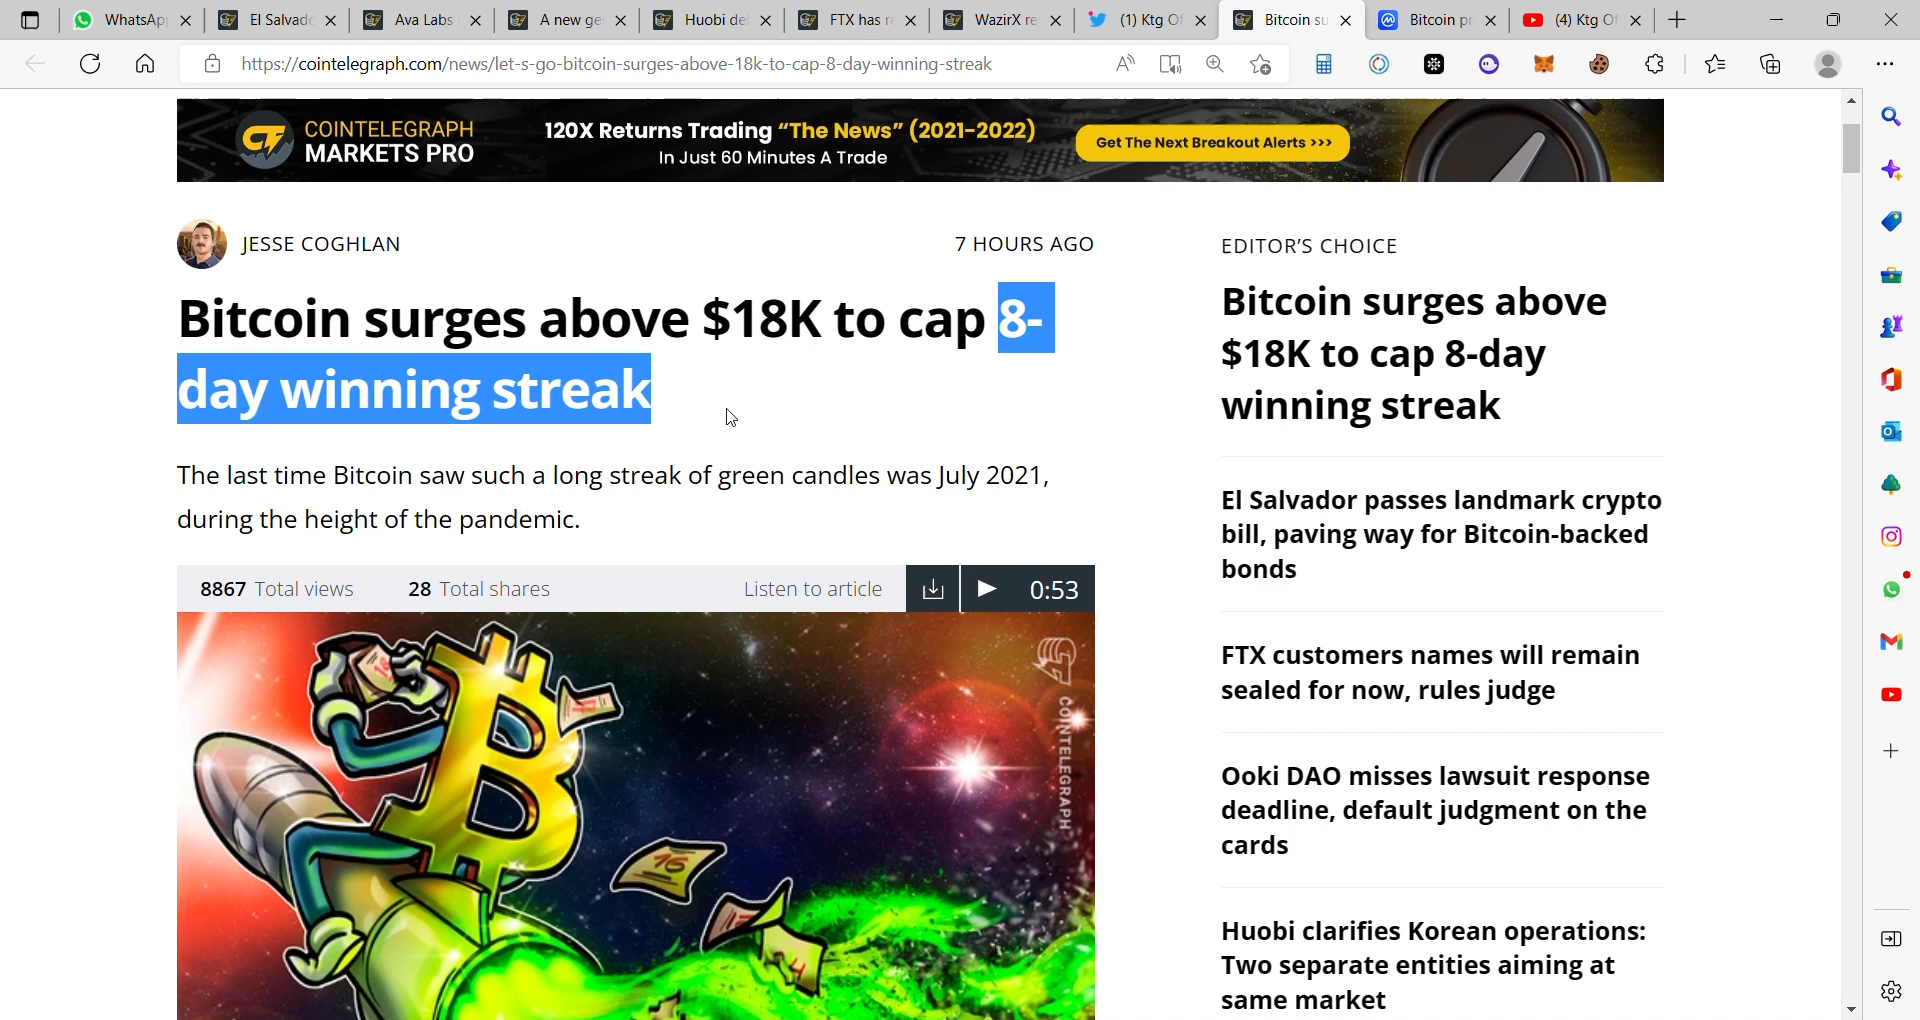 WhatsAp
El Salvad
Ava Labs
A new ge
Huobi de
FTX has r
WazirX re
(1) Ktg Of
Bitcoin su
Bitcoin p
(4) Ktg Of
https://cointelegraph.com/news/let-s-go-bitcoin-surges-above-18k-to-cap-8-day-winning-streak
COINTELEGRAPH
MARKETS PRO
120X Returns Trading “The News” (2021-2022)
In Just 60 Minutes A Trade
Get The Next Breakout Alerts >>>
JESSE COGHLAN
7 HOURS AGO
Bitcoin surges above $18K to cap 8-
day winning streak
The last time Bitcoin saw such a long streak of green candles was July 2021,
during the height of the pandemic.
8867 Total views
28 Total shares
Listen to article
0:53
COINTELEGRAPH
16
EDITOR’S CHOICE
Bitcoin surges above
$18K to cap 8-day
winning streak
El Salvador passes landmark crypto
bill, paving way for Bitcoin-backed
bonds
FTX customers names will remain
sealed for now, rules judge
Ooki DAO misses lawsuit response
deadline, default judgment on the
cards
Huobi clarifies Korean operations:
Two separate entities aiming at
same market